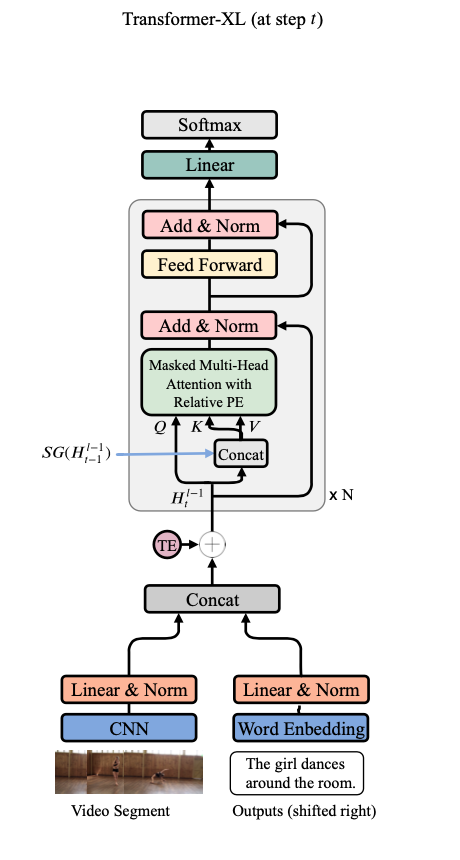 Transformer-XL (at step t)
Softmax
Linear
Add & Norm
Feed Forward
Add & Norm
Masked Multi-Head
Attention with
Relative PE
Q K V
SG(H_{t-1}^{l-1})
Concat
H_t^{l-1}
x N
TE
Concat
Linear & Norm
Linear & Norm
CNN
Word Enbedding
The girl dances
around the room.
Video Segment
Outputs (shifted right)